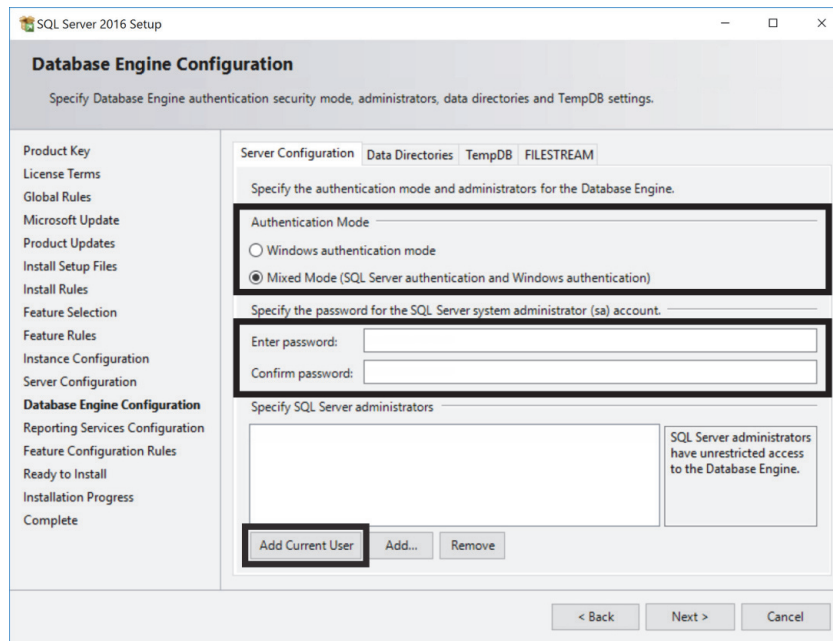 SQL Server 2016 Setup
Database Engine Configuration
Specify Database Engine authentication security mode, administrators, data directories and TempDB settings.
Product Key
License Terms
Global Rules
Microsoft Update
Product Updates
Install Setup Files
Install Rules
Feature Selection
Feature Rules
Instance Configuration
Server Configuration
Database Engine Configuration
Reporting Services Configuration
Feature Configuration Rules
Ready to Install
Installation Progress
Complete
Server Configuration Data Directories TempDB FILESTREAM
Specify the authentication mode and administrators for the Database Engine.
Authentication Mode
Windows authentication mode
Mixed Mode (SQL Server authentication and Windows authentication)
Specify the password for the SQL Server system administrator (sa) account.
Enter password:
Confirm password:
Specify SQL Server administrators
SQL Server administrators
have unrestricted access
to the Database Engine.
Add Current User Add... Remove
< Back Next > Cancel